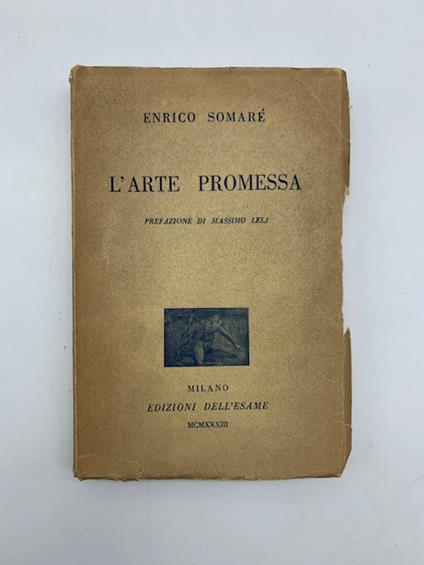 ENRICO SOMARÉ
L'ARTE PROMESSA
PREFAZIONE DI MASSIMO LELJ
MILANO
EDIZIONI DELL'ESAME
MCMXXXIII